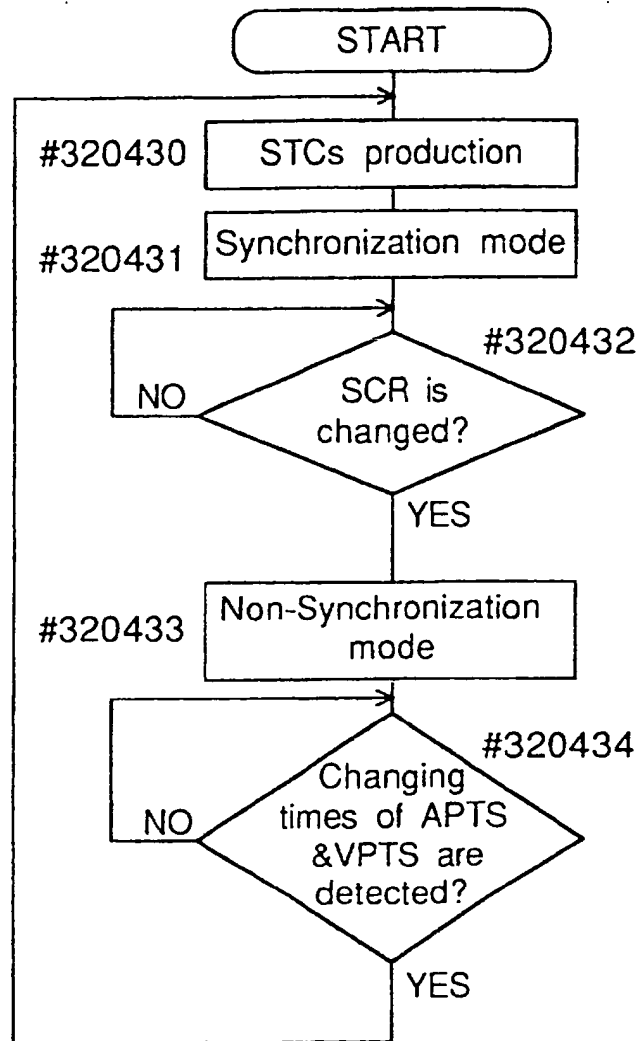 START
#320430
STCs production
#320431
Synchronization mode
#320432
SCR is
changed?
NO
YES
#320433
Non-Synchronization
mode
#320434
Changing
times of APTS
&VPTS are
detected?
NO
YES